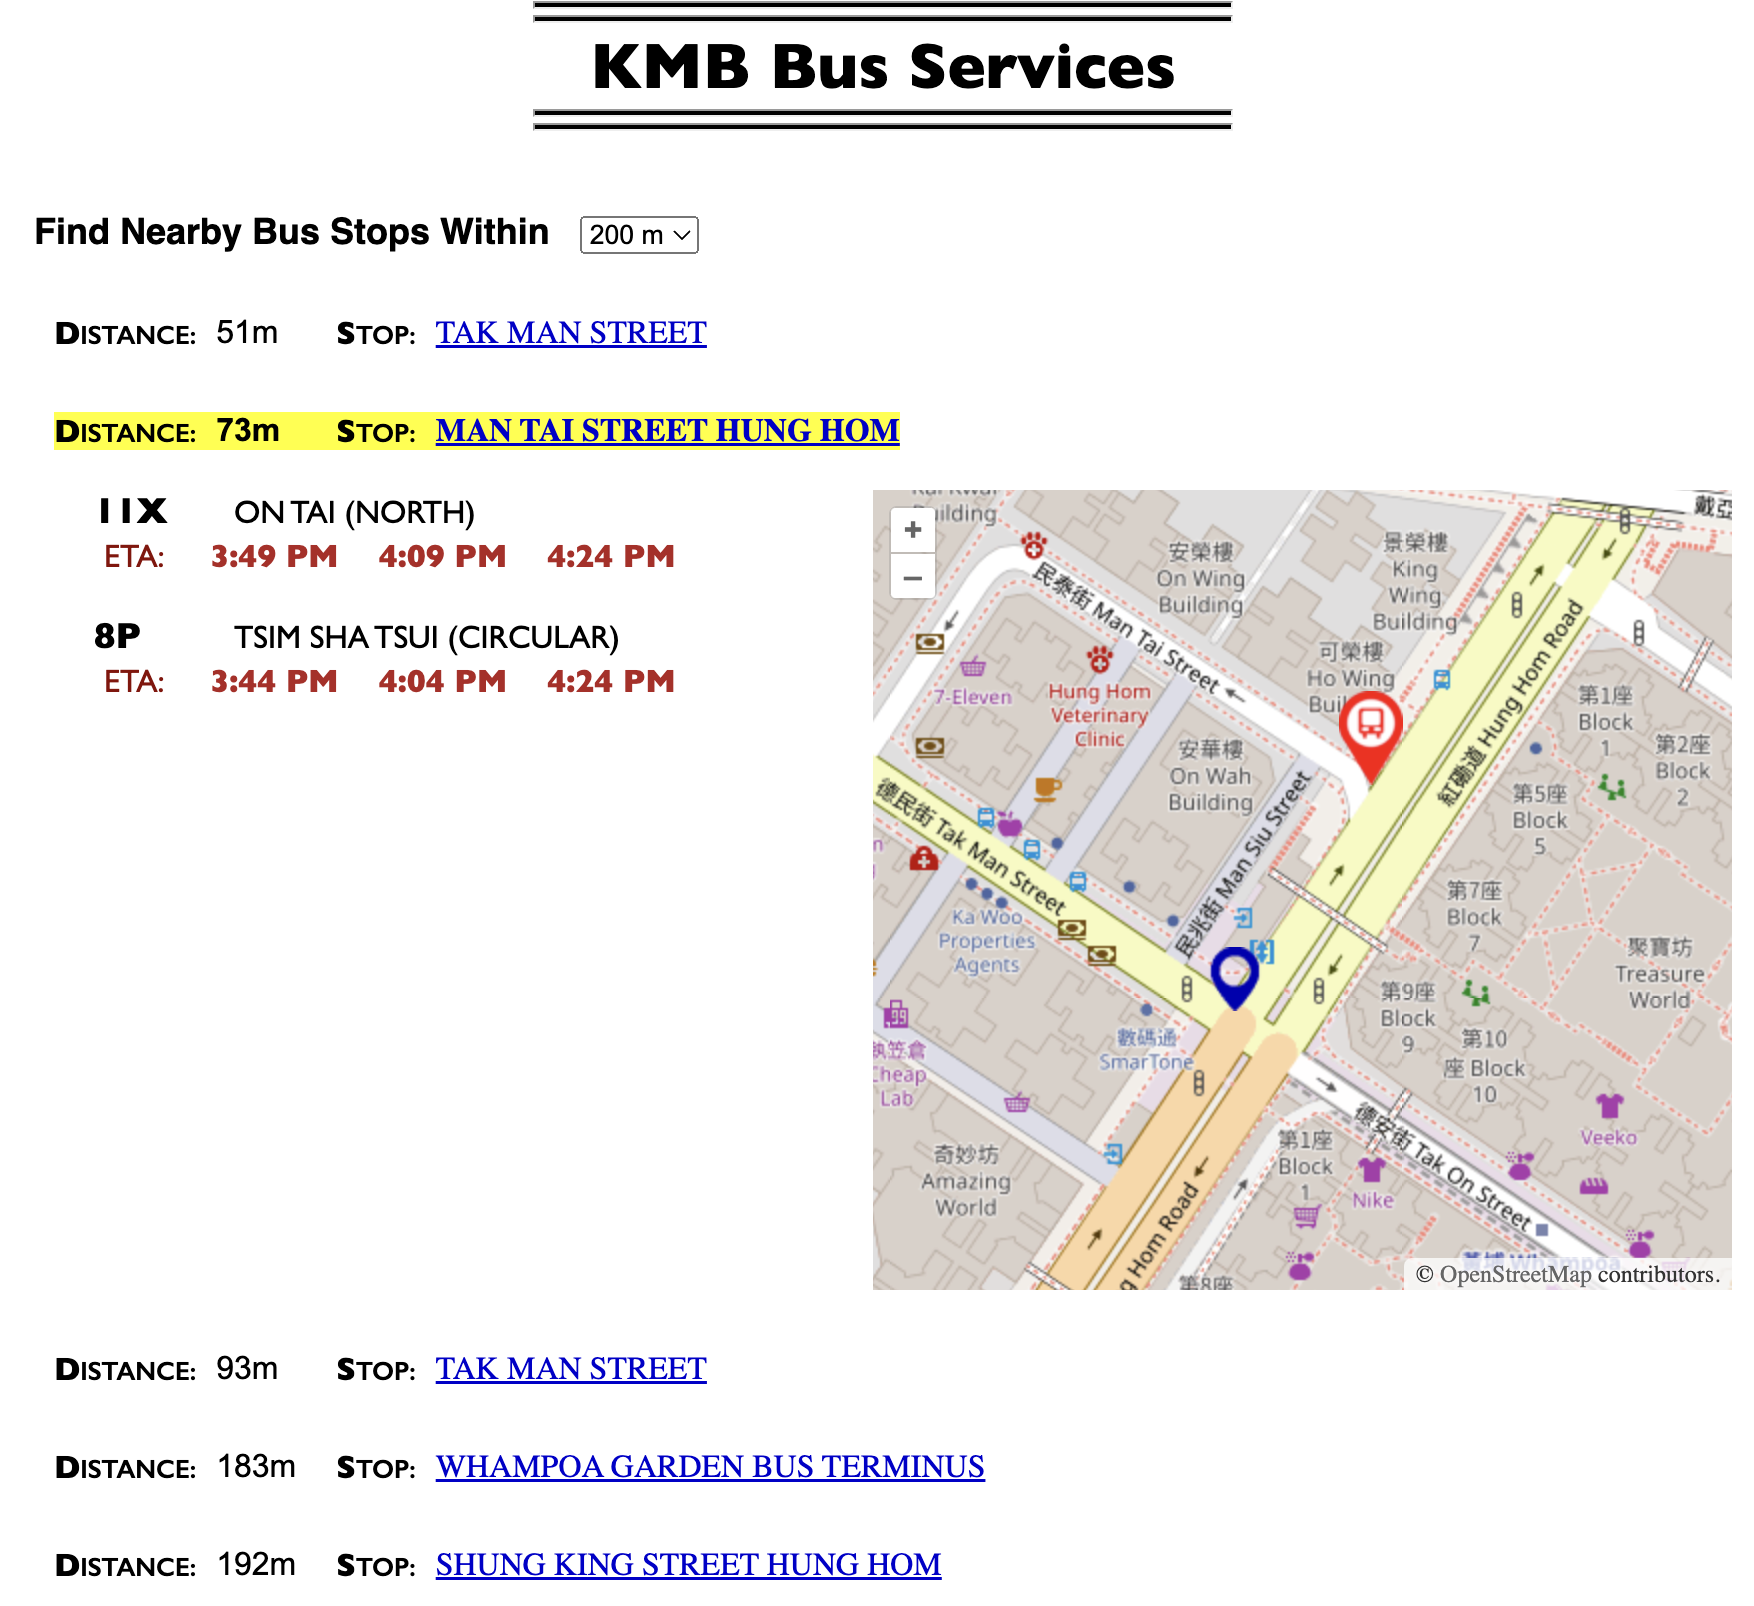 KMB Bus Services
Find Nearby Bus Stops Within 200 m
DISTANCE: 51m STOP: TAK MAN STREET
DISTANCE: 73m STOP: MAN TAI STREET HUNG HOM
11X ON TAI (NORTH)
ETA: 3:49 PM 4:09 PM 4:24 PM
8P TSIM SHA TSUI (CIRCULAR)
ETA: 3:44 PM 4:04 PM 4:24 PM
+
−
Building
安榮樓
On Wing
Building
景榮樓
King
Wing
Building
民泰街 Man Tai Street
可榮樓
Ho Wing
7-Eleven
Hung Hom
Veterinary
Clinic
安華樓
On Wah
Building
紅磡道 Hung Hom Road
第1座
Block
1
第2座
Block
2
第5座
Block
5
德民街 Tak Man Street
民兆街 Man Siu Street
第7座
Block
7
Ka Woo
Properties
Agents
聚寶坊
Treasure
World
第9座
Block
9
第10
座 Block
10
數碼通
SmarTone
Cheap
Lab
德安街 Tak On Street
Veeko
第1座
Block
1
Nike
奇妙坊
Amazing
World
Hom Road
第8座
黃埔 Whampoa
© OpenStreetMap contributors.
DISTANCE: 93m STOP: TAK MAN STREET
DISTANCE: 183m STOP: WHAMPOA GARDEN BUS TERMINUS
DISTANCE: 192m STOP: SHUNG KING STREET HUNG HOM